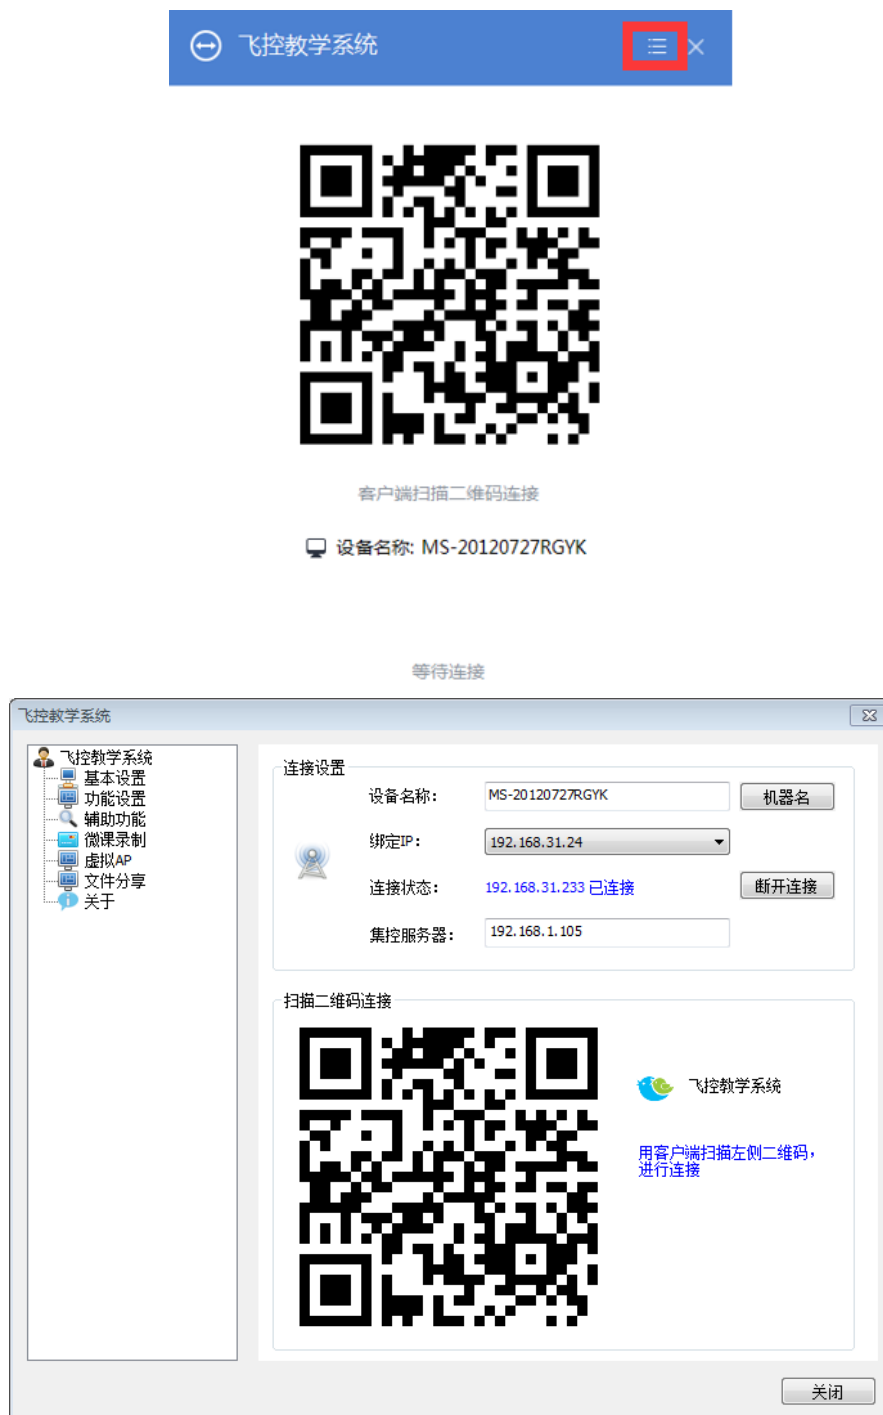 飞控教学系统
客户端扫描二维码连接
设备名称: MS-20120727RGYK
等待连接
飞控教学系统
飞控教学系统
基本设置
功能设置
辅助功能
微课录制
虚拟AP
文件分享
关于
连接设置
设备名称: MS-20120727RGYK 机器名
绑定IP: 192.168.31.24
连接状态: 192.168.31.233 已连接 断开连接
集控服务器: 192.168.1.105
扫描二维码连接
飞控教学系统
用客户端扫描左侧二维码，
进行连接
关闭